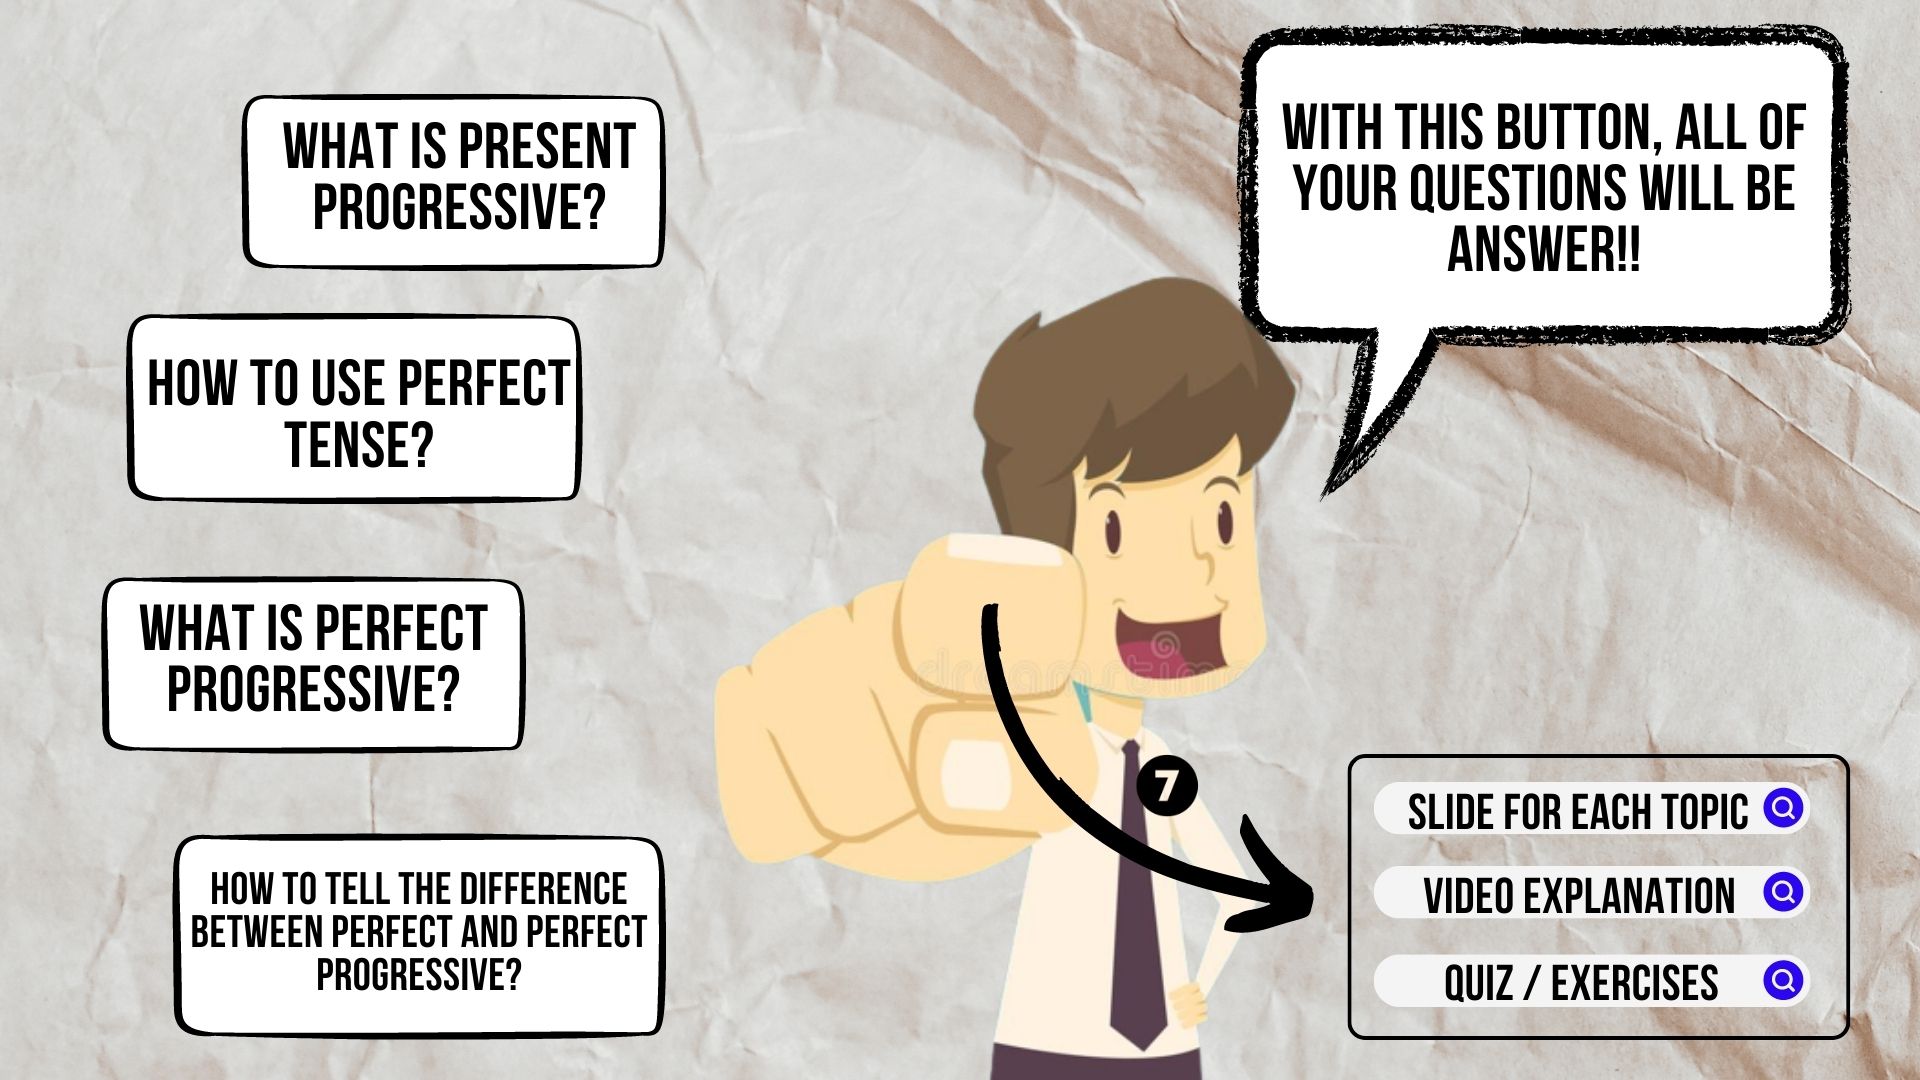 WHAT IS PRESENT
PROGRESSIVE?
HOW TO USE PERFECT
TENSE?
WHAT IS PERFECT
PROGRESSIVE?
HOW TO TELL THE DIFFERENCE
BETWEEN PERFECT AND PERFECT
PROGRESSIVE?
WITH THIS BUTTON, ALL OF
YOUR QUESTIONS WILL BE
ANSWER!!
dreamstime
7
SLIDE FOR EACH TOPIC
VIDEO EXPLANATION
QUIZ / EXERCISES